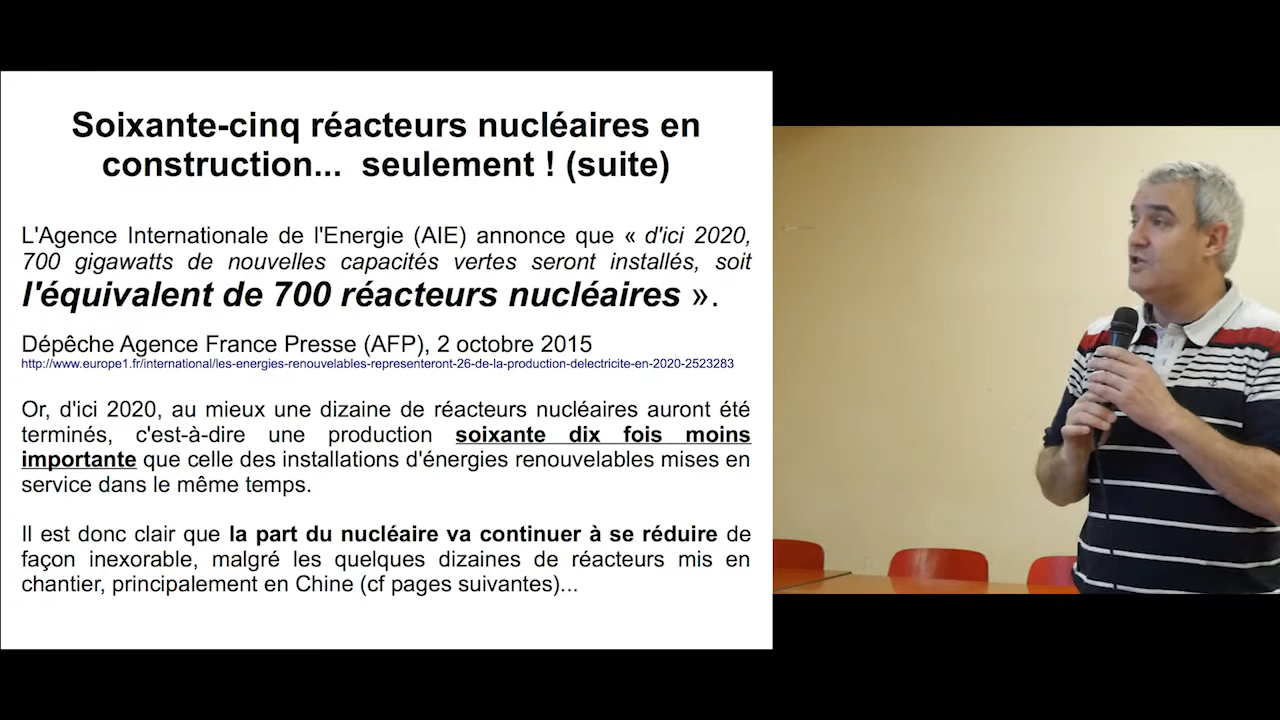 Soixante-cinq réacteurs nucléaires en
construction... seulement ! (suite)
L'Agence Internationale de l'Energie (AIE) annonce que « d'ici 2020,
700 gigawatts de nouvelles capacités vertes seront installés, soit
l'équivalent de 700 réacteurs nucléaires ».
Dépêche Agence France Presse (AFP), 2 octobre 2015
http://www.europe1.fr/international/les-energies-renouvelables-representeront-26-de-la-production-delectricite-en-2020-2523283
Or, d'ici 2020, au mieux une dizaine de réacteurs nucléaires auront été
terminés, c'est-à-dire une production soixante dix fois moins
importante que celle des installations d'énergies renouvelables mises en
service dans le même temps.
Il est donc clair que la part du nucléaire va continuer à se réduire de
façon inexorable, malgré les quelques dizaines de réacteurs mis en
chantier, principalement en Chine (cf pages suivantes)...